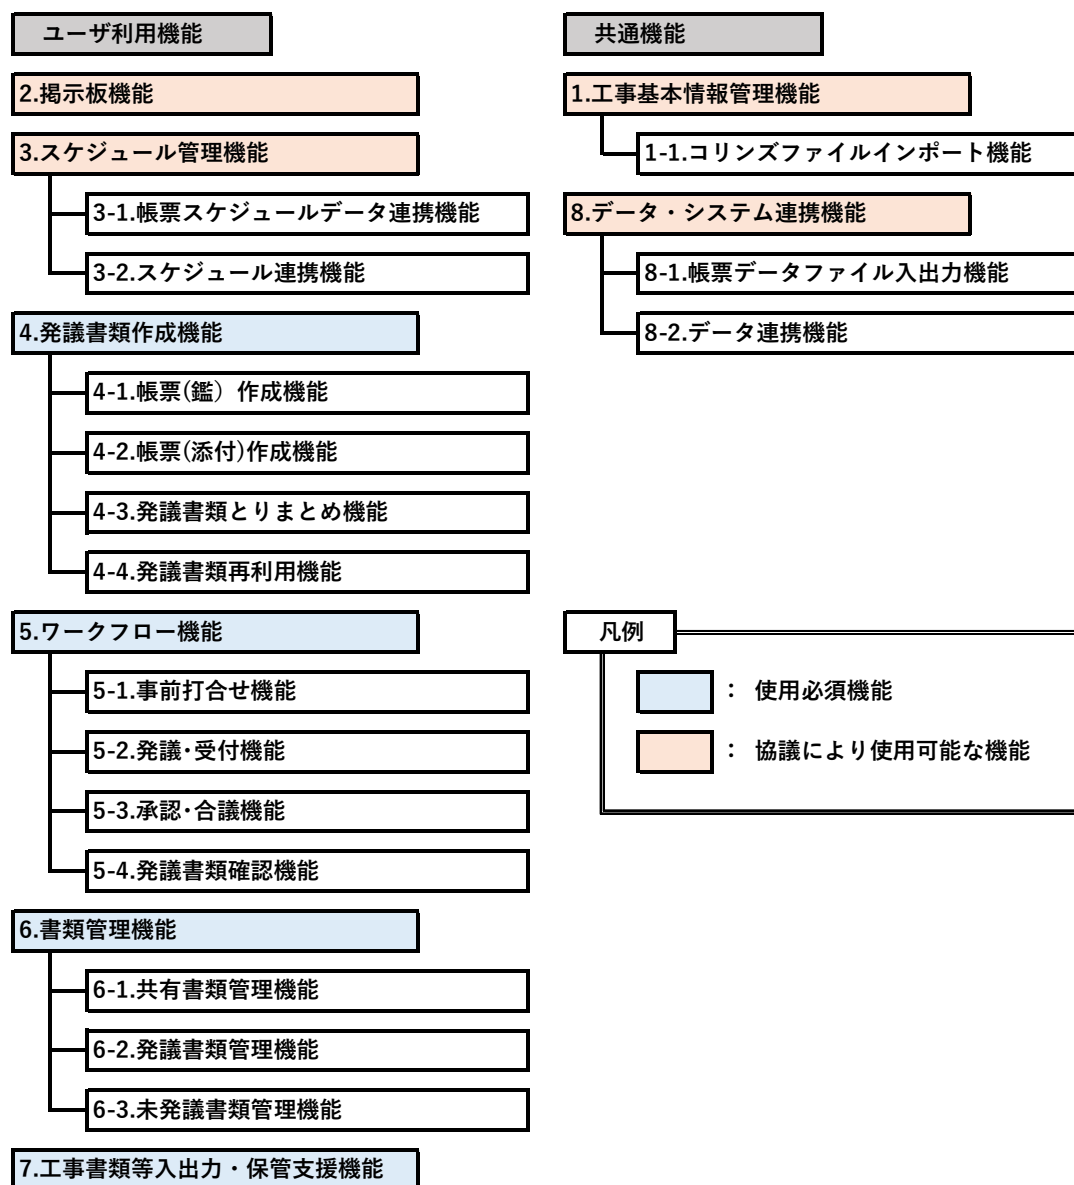 ユーザ利用機能
2.掲示板機能
3.スケジュール管理機能
3-1.帳票スケジュールデータ連携機能
3-2.スケジュール連携機能
4.発議書類作成機能
4-1.帳票(鑑）作成機能
4-2.帳票(添付)作成機能
4-3.発議書類とりまとめ機能
4-4.発議書類再利用機能
5.ワークフロー機能
5-1.事前打合せ機能
5-2.発議･受付機能
5-3.承認･合議機能
5-4.発議書類確認機能
6.書類管理機能
6-1.共有書類管理機能
6-2.発議書類管理機能
6-3.未発議書類管理機能
7.工事書類等入出力・保管支援機能
共通機能
1.工事基本情報管理機能
1-1.コリンズファイルインポート機能
8.データ・システム連携機能
8-1.帳票データファイル入出力機能
8-2.データ連携機能
凡例
： 使用必須機能
： 協議により使用可能な機能